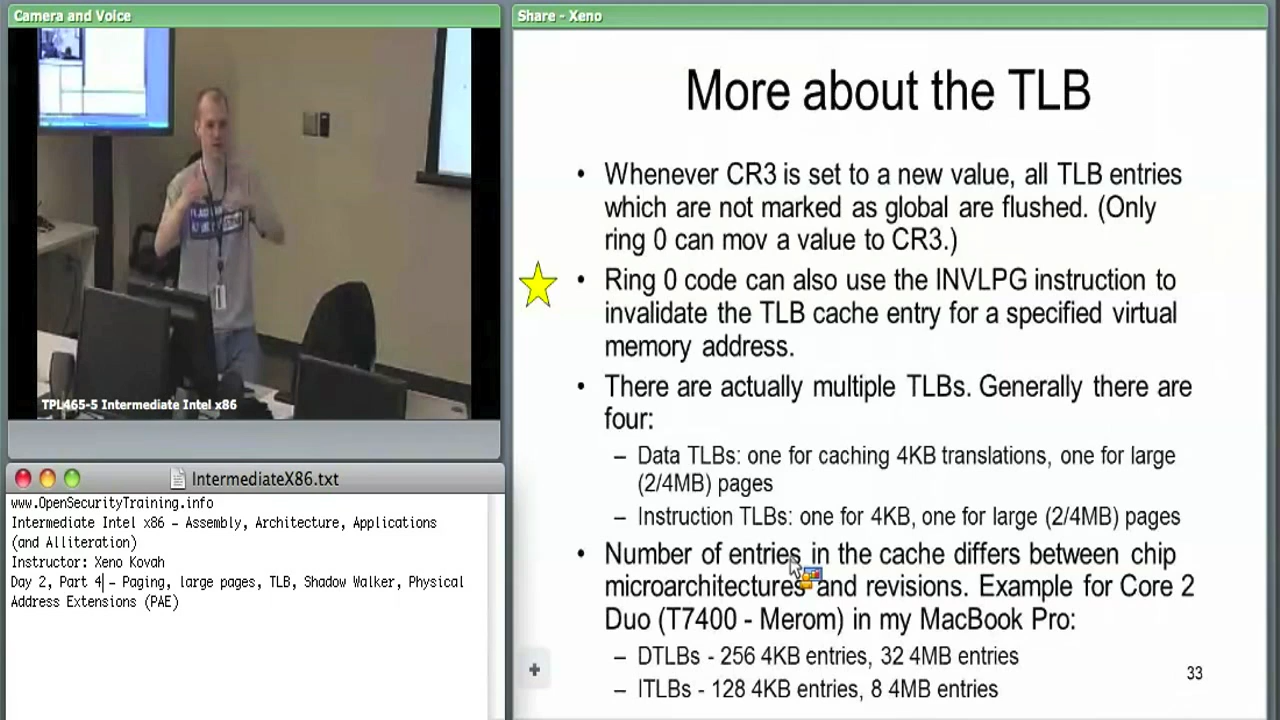 Camera and Voice
TPL465-5 Intermediate Intel x86
IntermediateX86.txt
www.OpenSecurityTraining.info
Intermediate Intel x86 – Assembly, Architecture, Applications
(and Alliteration)
Instructor: Xeno Kovah
Day 2, Part 4 – Paging, large pages, TLB, Shadow Walker, Physical
Address Extensions (PAE)
Share - Xeno
More about the TLB
• Whenever CR3 is set to a new value, all TLB entries
which are not marked as global are flushed. (Only
ring 0 can mov a value to CR3.)
• Ring 0 code can also use the INVLPG instruction to
invalidate the TLB cache entry for a specified virtual
memory address.
• There are actually multiple TLBs. Generally there are
four:
– Data TLBs: one for caching 4KB translations, one for large
(2/4MB) pages
– Instruction TLBs: one for 4KB, one for large (2/4MB) pages
• Number of entries in the cache differs between chip
microarchitectures and revisions. Example for Core 2
Duo (T7400 - Merom) in my MacBook Pro:
– DTLBs - 256 4KB entries, 32 4MB entries
– ITLBs - 128 4KB entries, 8 4MB entries
33